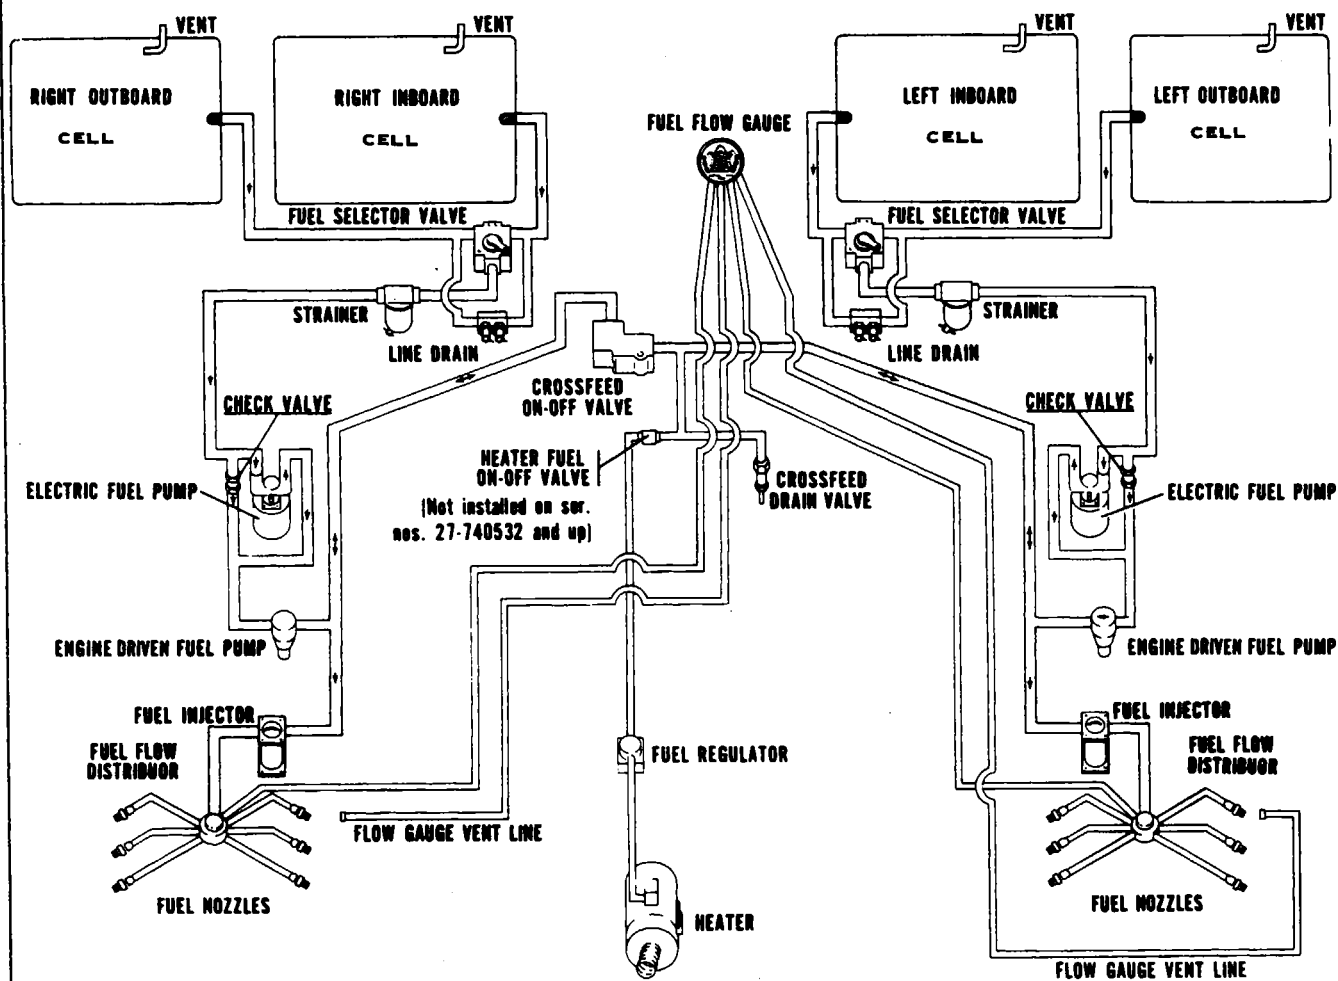 VENT
VENT
VENT
VENT
RIGHT OUTBOARD
CELL
RIGHT INBOARD
CELL
LEFT INBOARD
CELL
LEFT OUTBOARD
CELL
FUEL FLOW GAUGE
FUEL SELECTOR VALVE
FUEL SELECTOR VALVE
STRAINER
STRAINER
LINE DRAIN
LINE DRAIN
CROSSFEED
ON-OFF VALVE
CHECK VALVE
CHECK VALVE
HEATER FUEL
ON-OFF VALVE
(Not installed on ser.
nos. 27-740532 and up)
CROSSFEED
DRAIN VALVE
ELECTRIC FUEL PUMP
ELECTRIC FUEL PUMP
ENGINE DRIVEN FUEL PUMP
ENGINE DRIVEN FUEL PUMP
FUEL INJECTOR
FUEL INJECTOR
FUEL FLOW
DISTRIBUOR
FUEL FLOW
DISTRIBUOR
FUEL REGULATOR
FLOW GAUGE VENT LINE
FUEL NOZZLES
FUEL NOZZLES
HEATER
FLOW GAUGE VENT LINE